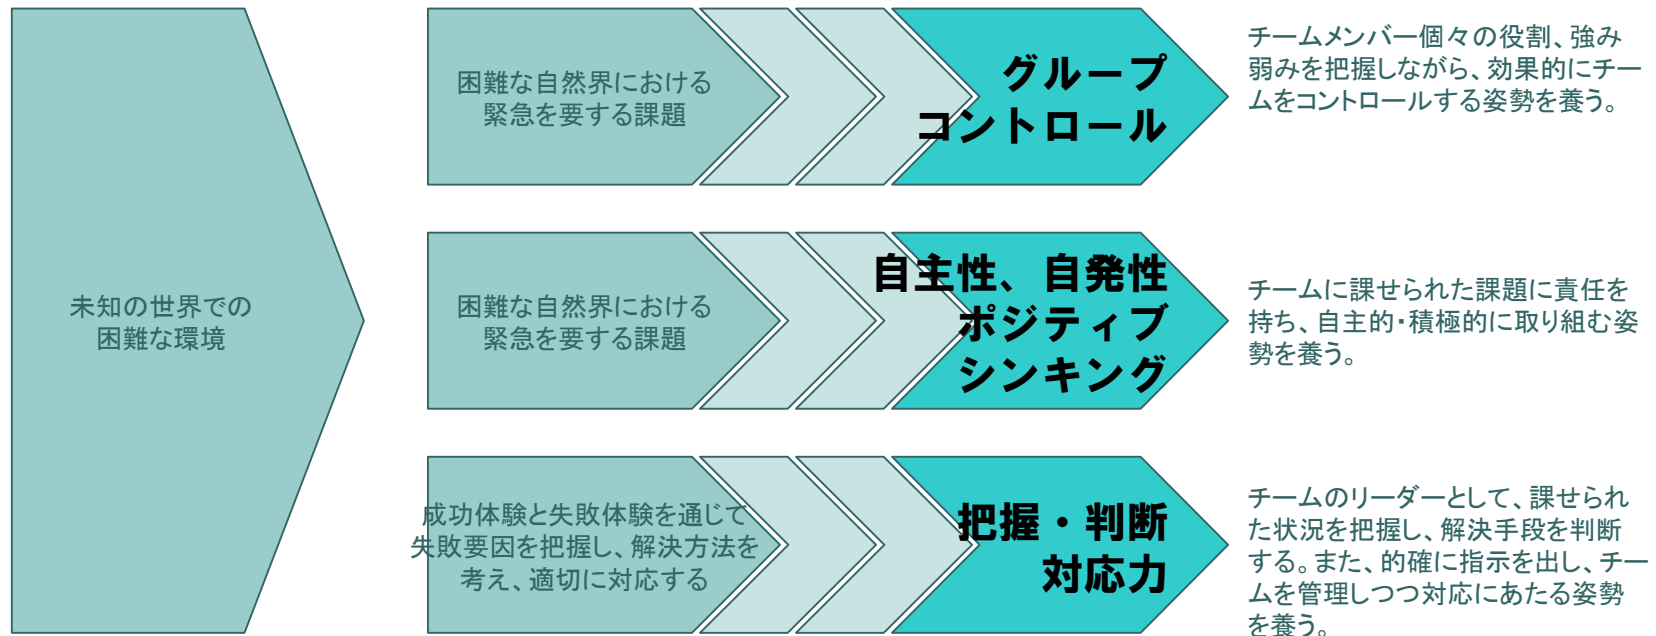 未知の世界での
困難な環境
困難な自然界における
緊急を要する課題
グループ
コントロール
チームメンバー個々の役割、強み
弱みを把握しながら、効果的にチー
ムをコントロールする姿勢を養う。
困難な自然界における
緊急を要する課題
自主性、自発性
ポジティブ
シンキング
チームに課せられた課題に責任を
持ち、自主的・積極的に取り組む姿
勢を養う。
成功体験と失敗体験を通じて
失敗要因を把握し、解決方法を
考え、適切に対応する
把握・判断
対応力
チームのリーダーとして、課せられ
た状況を把握し、解決手段を判断
する。また、的確に指示を出し、チー
ムを管理しつつ対応にあたる姿勢
を養う。